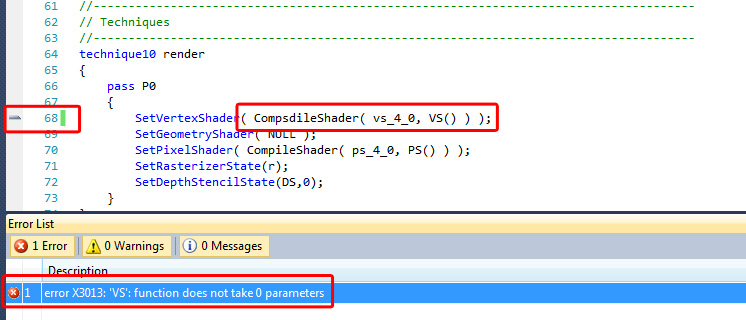 61 //---------------------------------------------------------------------------
62 // Techniques
63 //---------------------------------------------------------------------------
64 technique10 render
65 {
66 pass P0
67 {
68 SetVertexShader( CompsdileShader( vs_4_0, VS() ) );
69 SetGeometryShader( NULL );
70 SetPixelShader( CompileShader( ps_4_0, PS() ) );
71 SetRasterizerState(r);
72 SetDepthStencilState(DS,0);
73 }
Error List
1 Error 0 Warnings 0 Messages
Description
1 error X3013: 'VS': function does not take 0 parameters